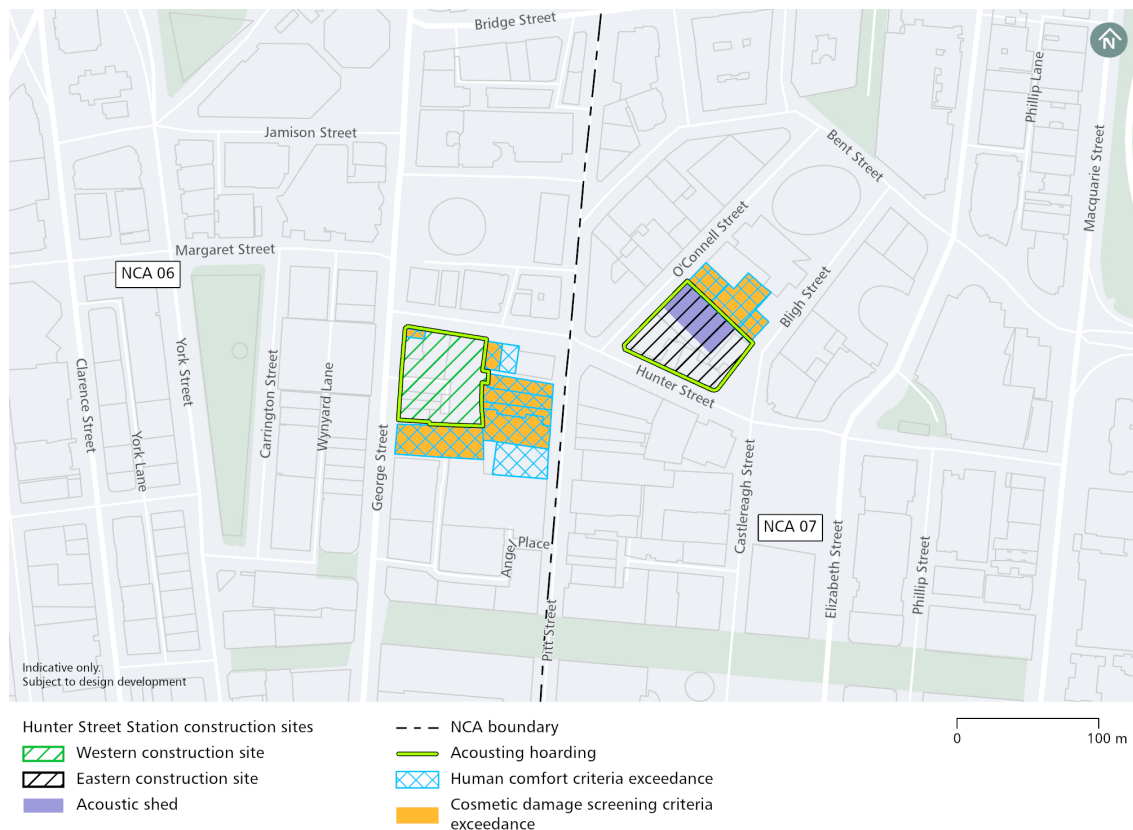 Bridge Street
N
Phillip Lane
Jamison Street
Bent Street
Macquarie Street
O'Connell Street
Margaret Street
NCA 06
Bligh Street
York Street
Clarence Street
Carrington Street
Wynyard Lane
Hunter Street
George Street
York Lane
Castlereagh Street
NCA 07
Angel Place
Elizabeth Street
Phillip Street
Pitt Street
Indicative only.
Subject to design development
Hunter Street Station construction sites
Western construction site
Eastern construction site
Acoustic shed
NCA boundary
Acousting hoarding
Human comfort criteria exceedance
Cosmetic damage screening criteria
exceedance
0 100 m